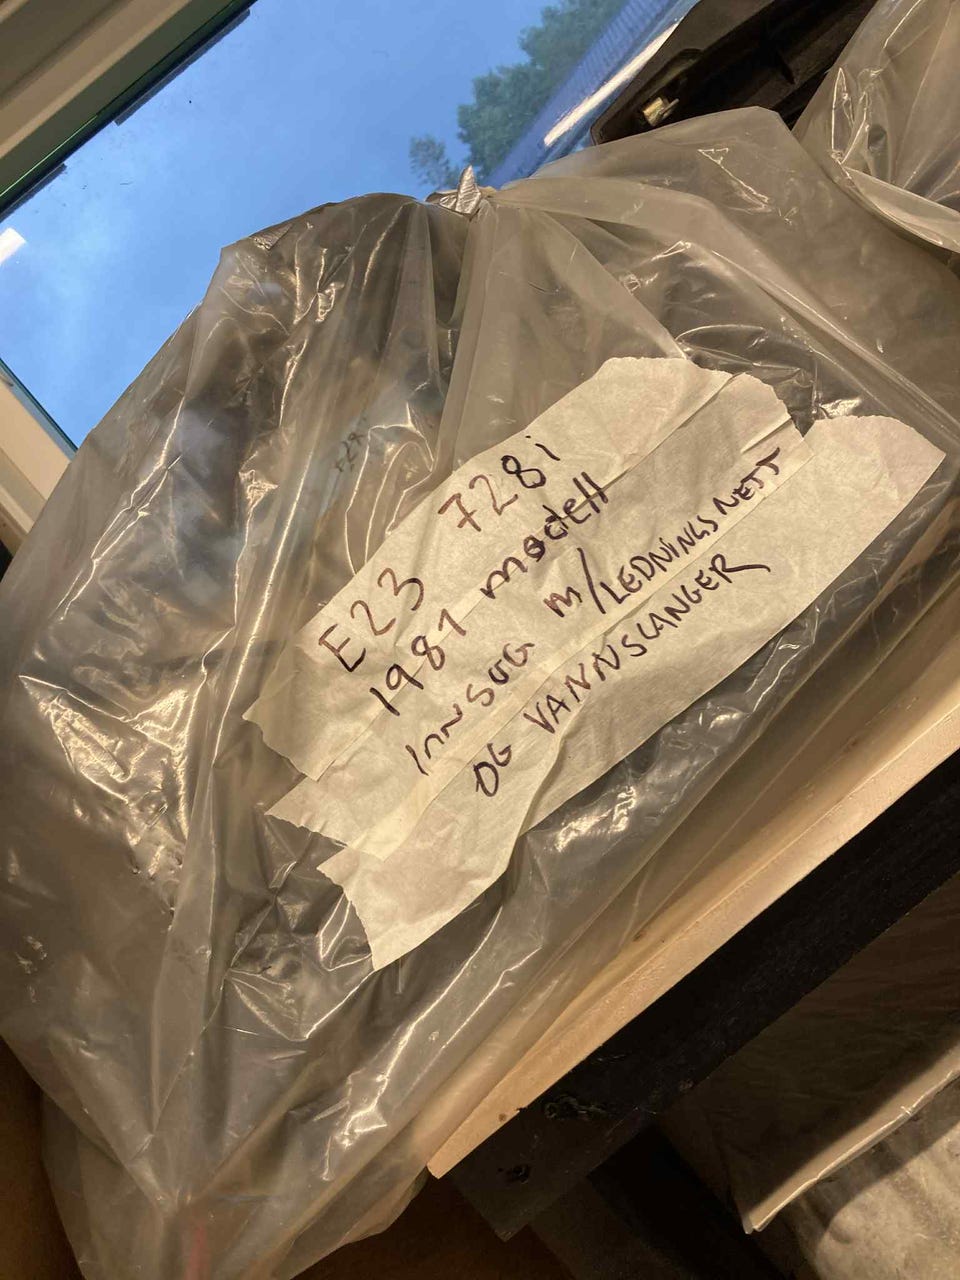 E23 728i
1981 modell
INNSUG m/LEDNINGSNETT
OG VANNSLANGER